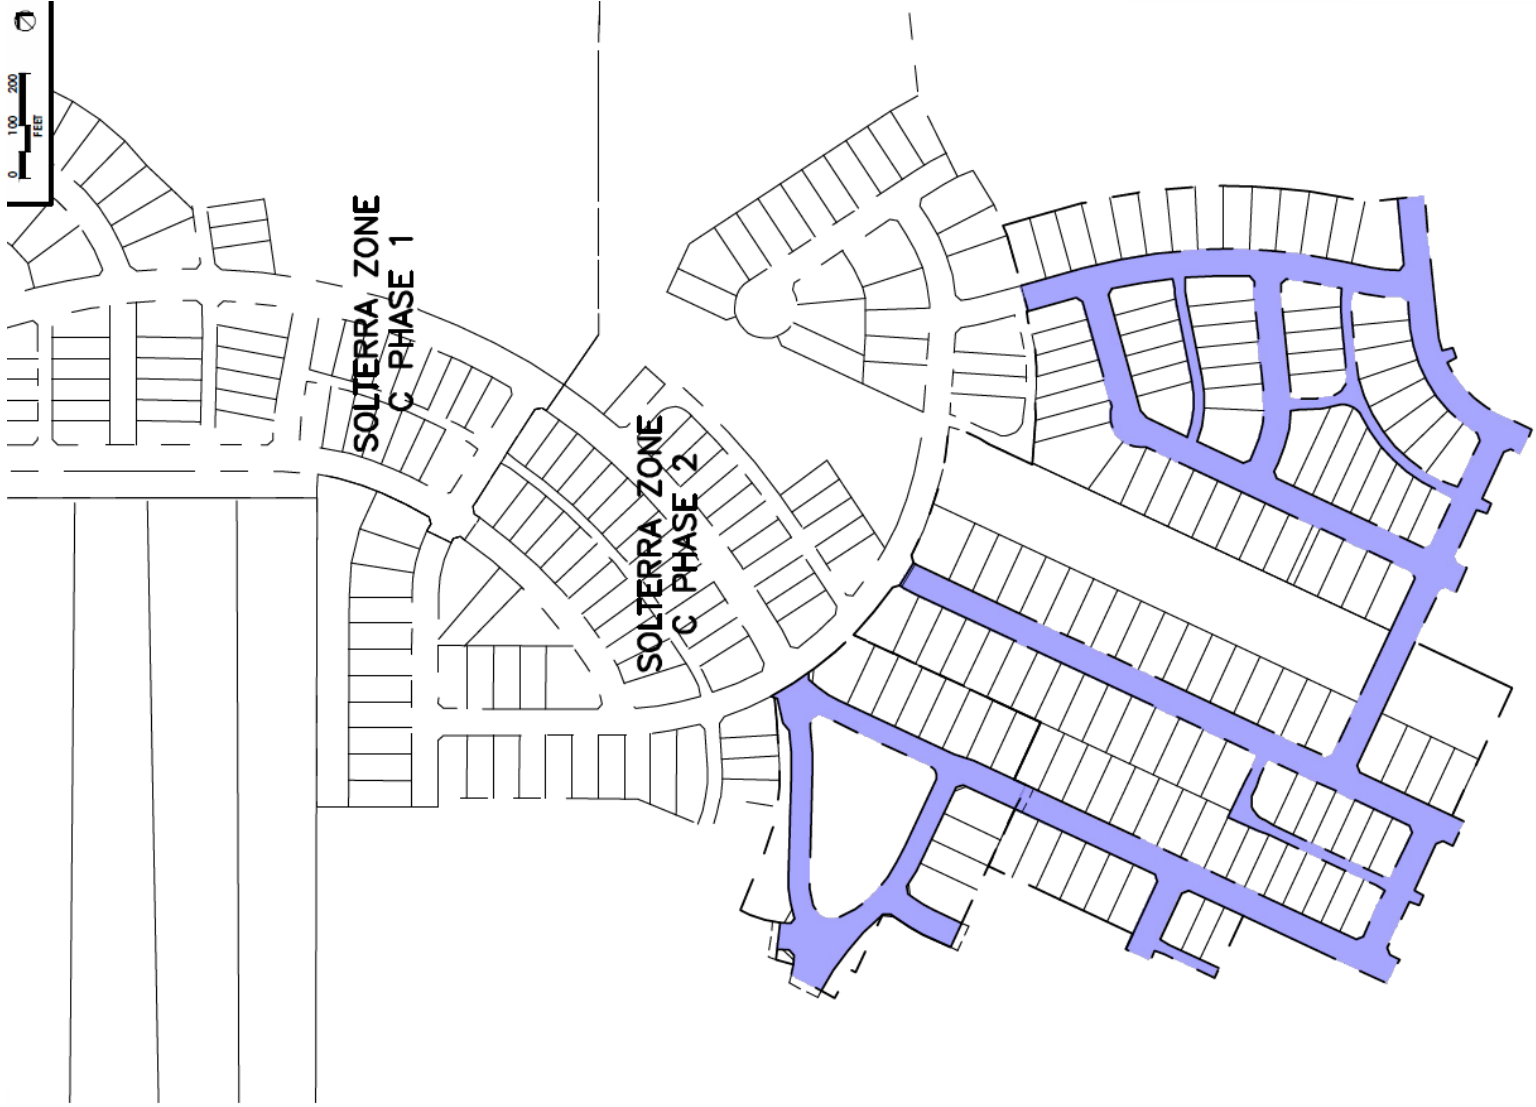 0 100 200
FEET
SOLTERRA ZONE
C PHASE 1
SOLTERRA ZONE
C PHASE 2